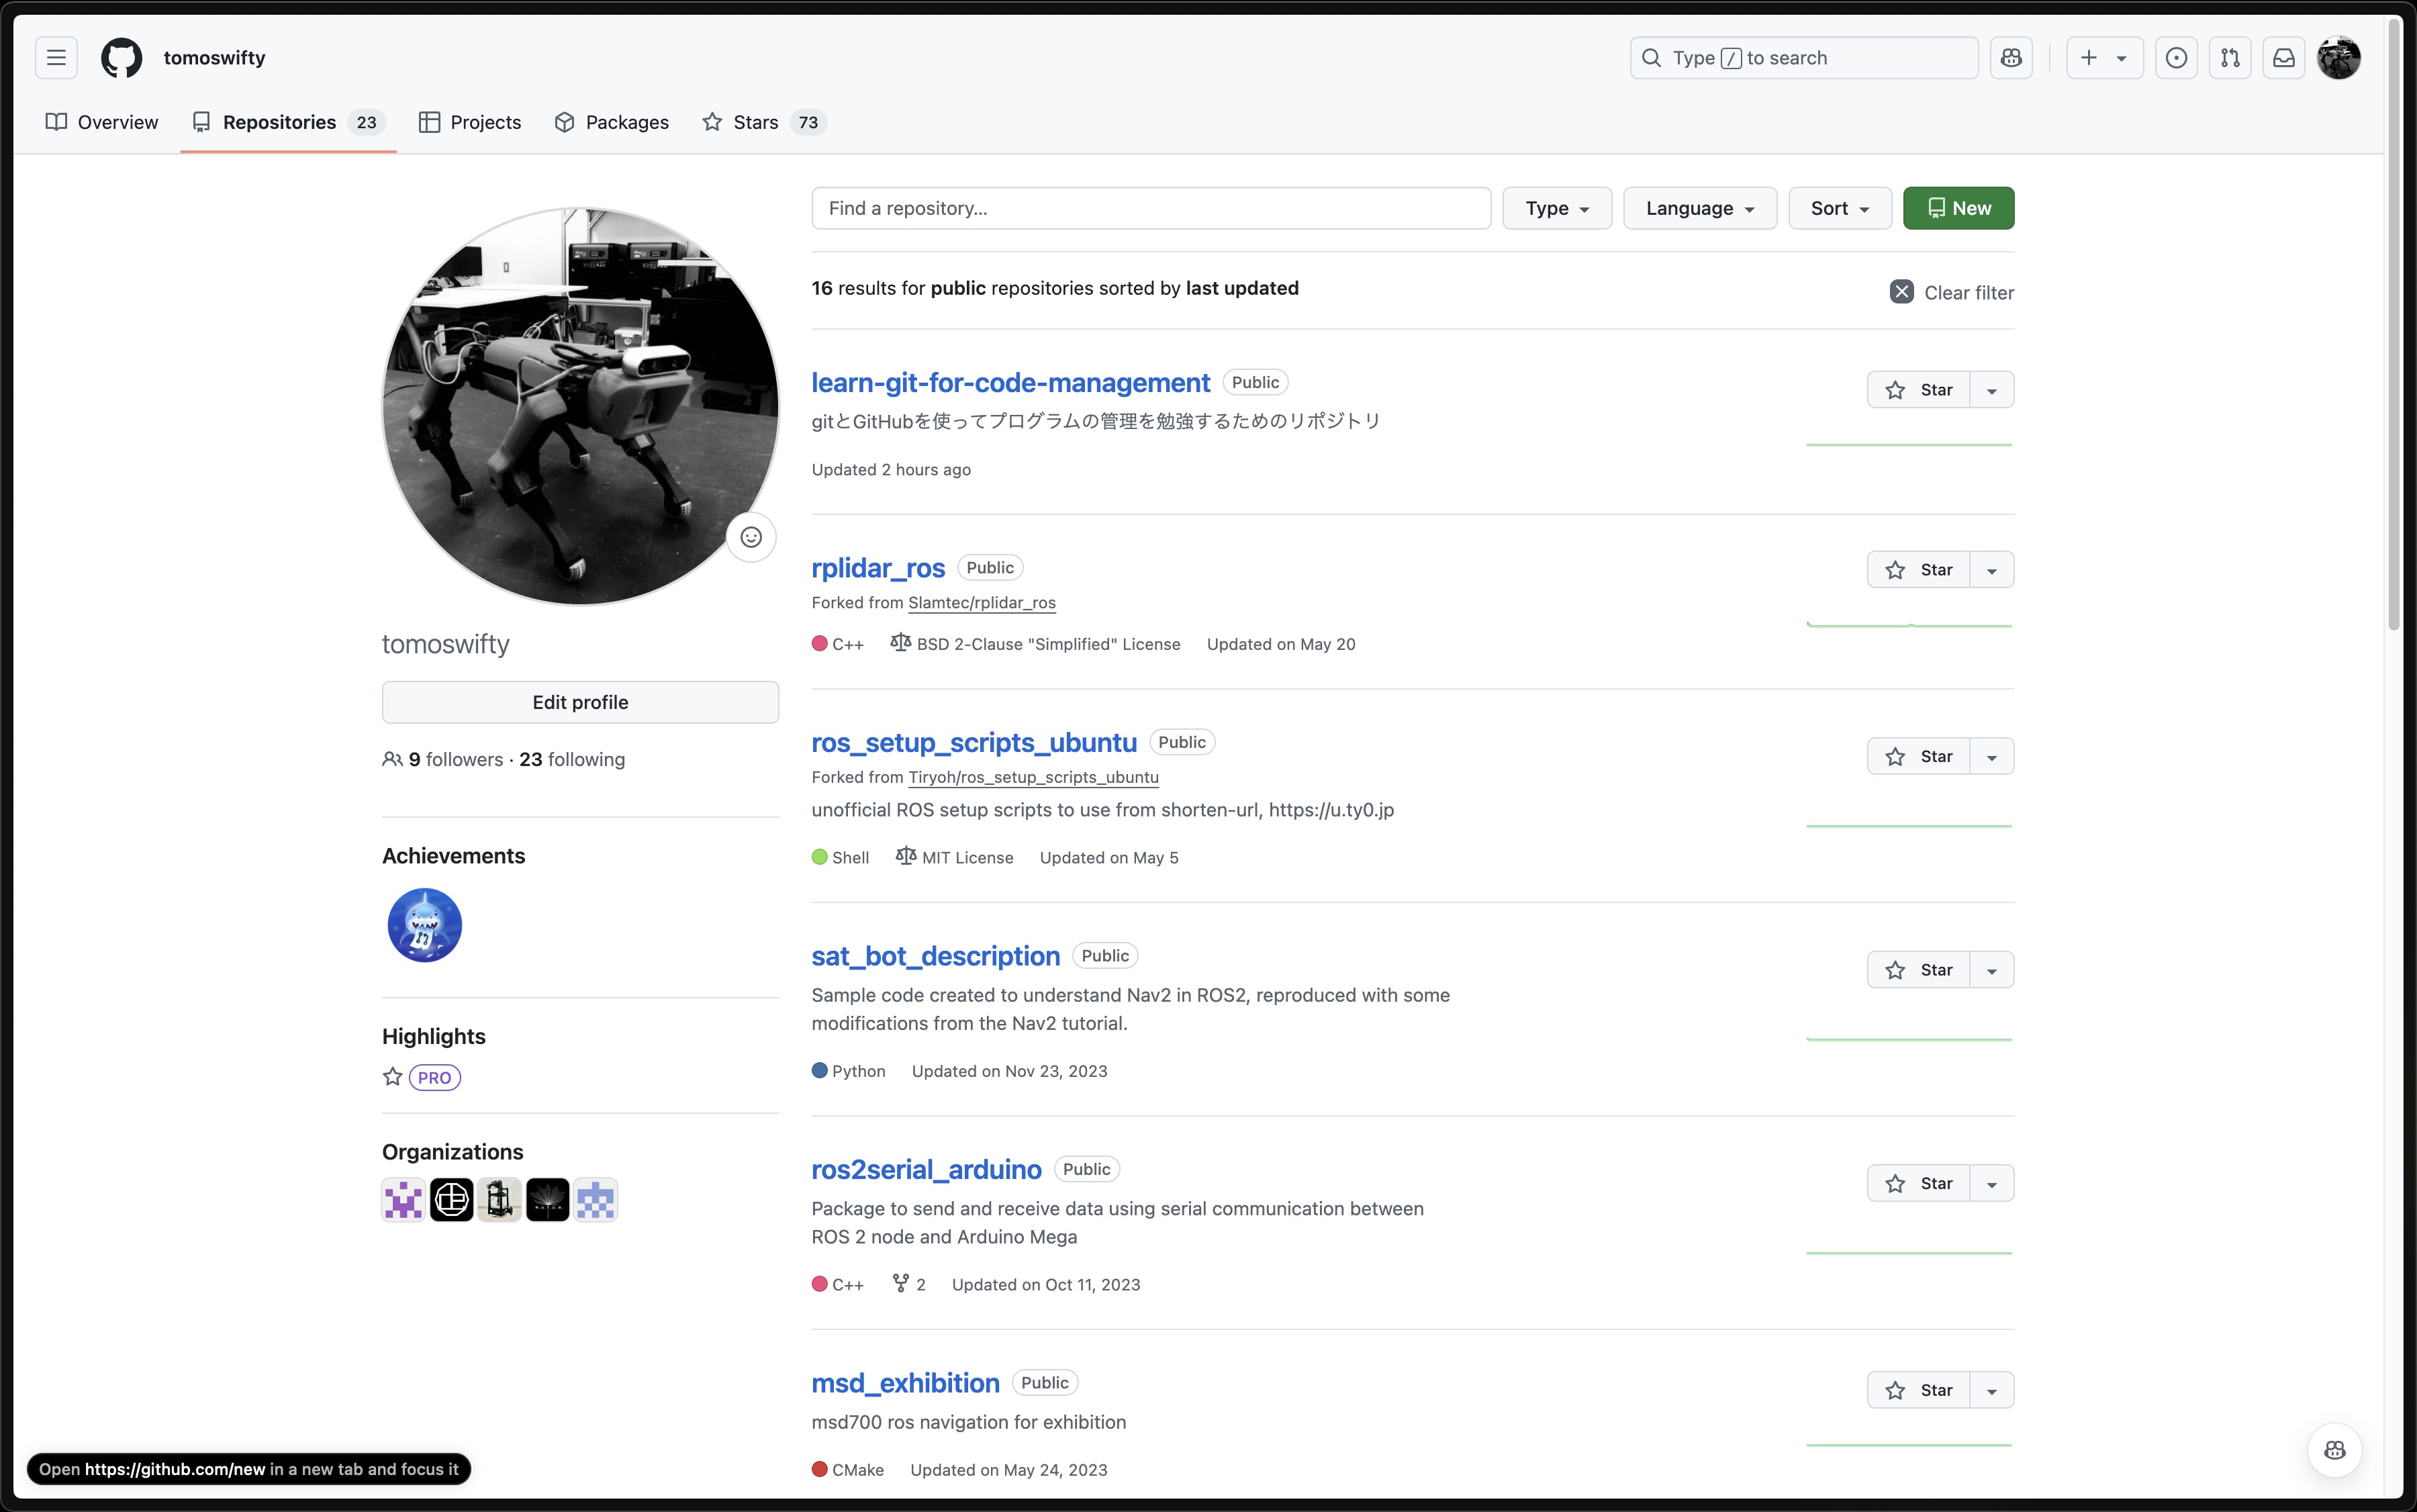 tomoswifty
Type / to search
Overview
Repositories 23
Projects
Packages
Stars 73
Find a repository...
Type
Language
Sort
New
16 results for public repositories sorted by last updated
Clear filter
tomoswifty
Edit profile
9 followers · 23 following
Achievements
Highlights
PRO
Organizations
learn-git-for-code-management Public
Star
gitとGitHubを使ってプログラムの管理を勉強するためのリポジトリ
Updated 2 hours ago
rplidar_ros Public
Star
Forked from Slamtec/rplidar_ros
C++ BSD 2-Clause "Simplified" License Updated on May 20
ros_setup_scripts_ubuntu Public
Star
Forked from Tiryoh/ros_setup_scripts_ubuntu
unofficial ROS setup scripts to use from shorten-url, https://u.ty0.jp
Shell MIT License Updated on May 5
sat_bot_description Public
Star
Sample code created to understand Nav2 in ROS2, reproduced with some
modifications from the Nav2 tutorial.
Python Updated on Nov 23, 2023
ros2serial_arduino Public
Star
Package to send and receive data using serial communication between
ROS 2 node and Arduino Mega
C++ 2 Updated on Oct 11, 2023
msd_exhibition Public
Star
msd700 ros navigation for exhibition
CMake Updated on May 24, 2023
Open https://github.com/new in a new tab and focus it